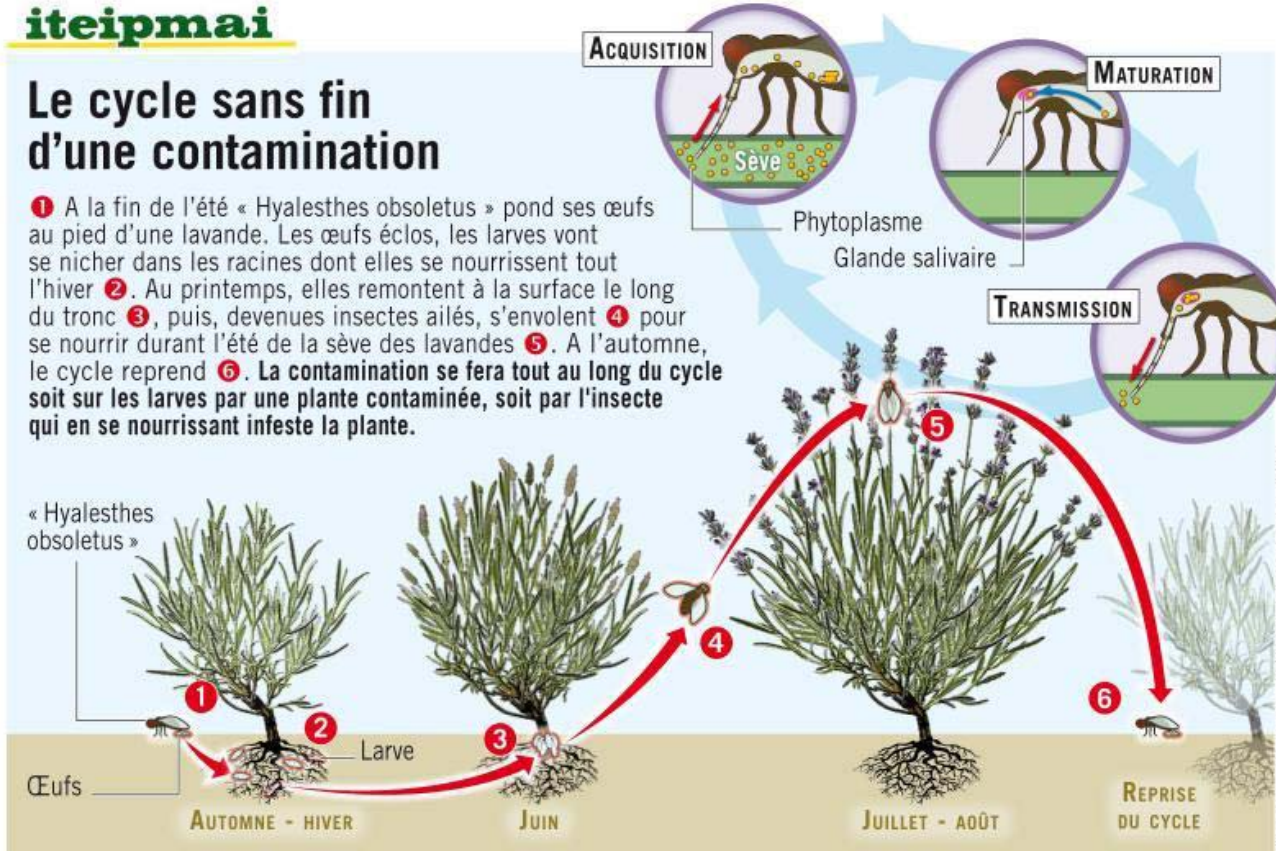 iteipmai
Le cycle sans fin
d'une contamination
❶ A la fin de l'été « Hyalesthes obsoletus » pond ses œufs
au pied d'une lavande. Les œufs éclos, les larves vont
se nicher dans les racines dont elles se nourrissent tout
l'hiver ❷. Au printemps, elles remontent à la surface le long
du tronc ❸, puis, devenues insectes ailés, s'envolent ❹ pour
se nourrir durant l'été de la sève des lavandes ❺. A l'automne,
le cycle reprend ❻. La contamination se fera tout au long du cycle
soit sur les larves par une plante contaminée, soit par l'insecte
qui en se nourrissant infeste la plante.
ACQUISITION
Sève
MATURATION
Phytoplasme
Glande salivaire
TRANSMISSION
« Hyalesthes
obsoletus »
Œufs
❶
❷
Larve
❸
❹
❺
❻
AUTOMNE - HIVER
JUIN
JUILLET - AOÛT
REPRISE
DU CYCLE